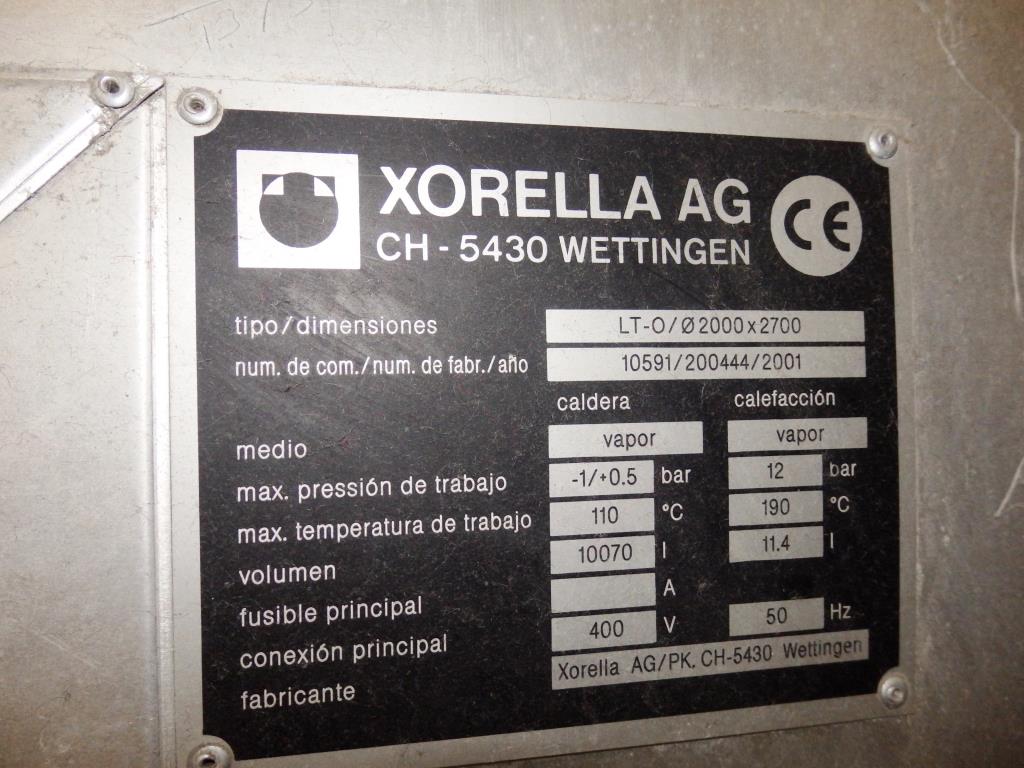 XORELLA AG
CH - 5430 WETTINGEN
CE
tipo/dimensiones LT-O/Ø2000x2700
num. de com./num. de fabr./año 10591/200444/2001
caldera calefacción
medio vapor vapor
max. pressión de trabajo -1/+0.5 bar 12 bar
max. temperatura de trabajo 110 °C 190 °C
volumen 10070 l 11.4 l
fusible principal A
conexión principal 400 V 50 Hz
fabricante Xorella AG/PK. CH-5430 Wettingen